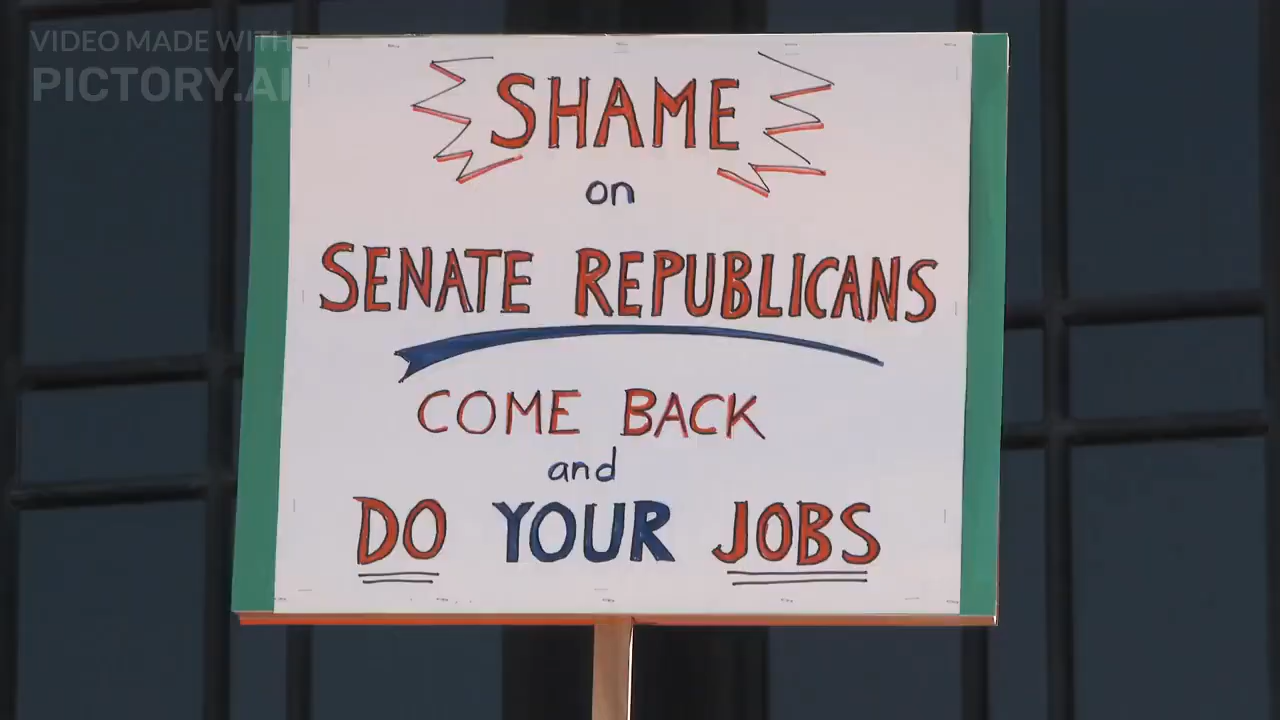 VIDEO MADE WITH
PICTORY.AI
SHAME
on
SENATE REPUBLICANS
COME BACK
and
DO YOUR JOBS